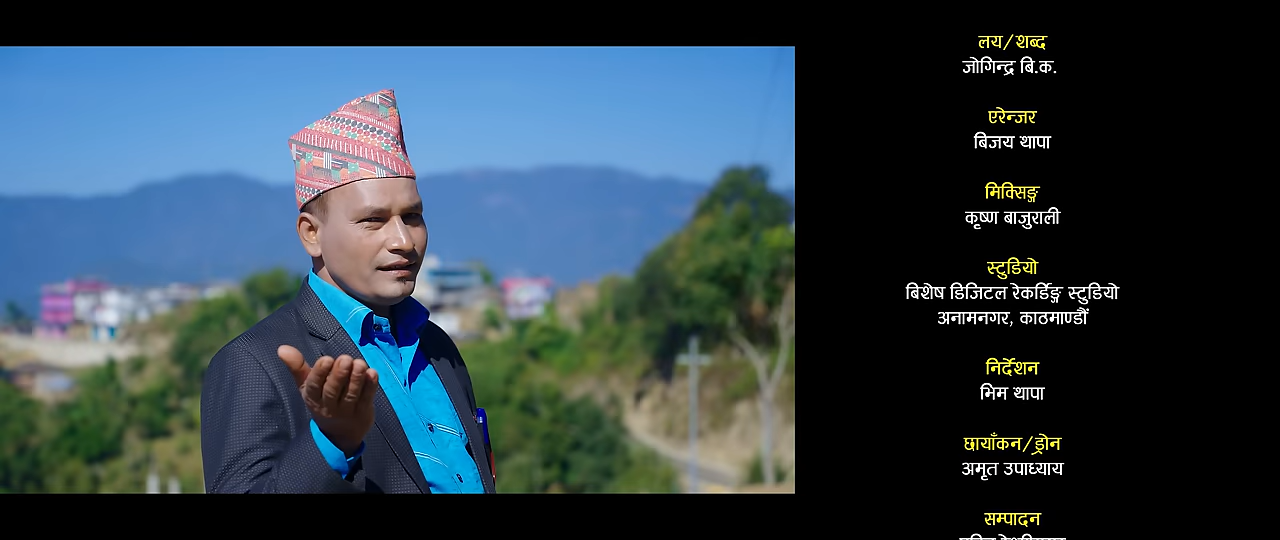 लय/शब्द
जोगिन्द्र बि.क.
एरेन्जर
बिजय थापा
मिक्सिङ्ग
कृष्ण बाजुराली
स्टुडियो
बिशेष डिजिटल रेकर्डिङ्ग स्टुडियो
अनामनगर, काठमाण्डौं
निर्देशन
भिम थापा
छायाँकन/ड्रोन
अमृत उपाध्याय
सम्पादन